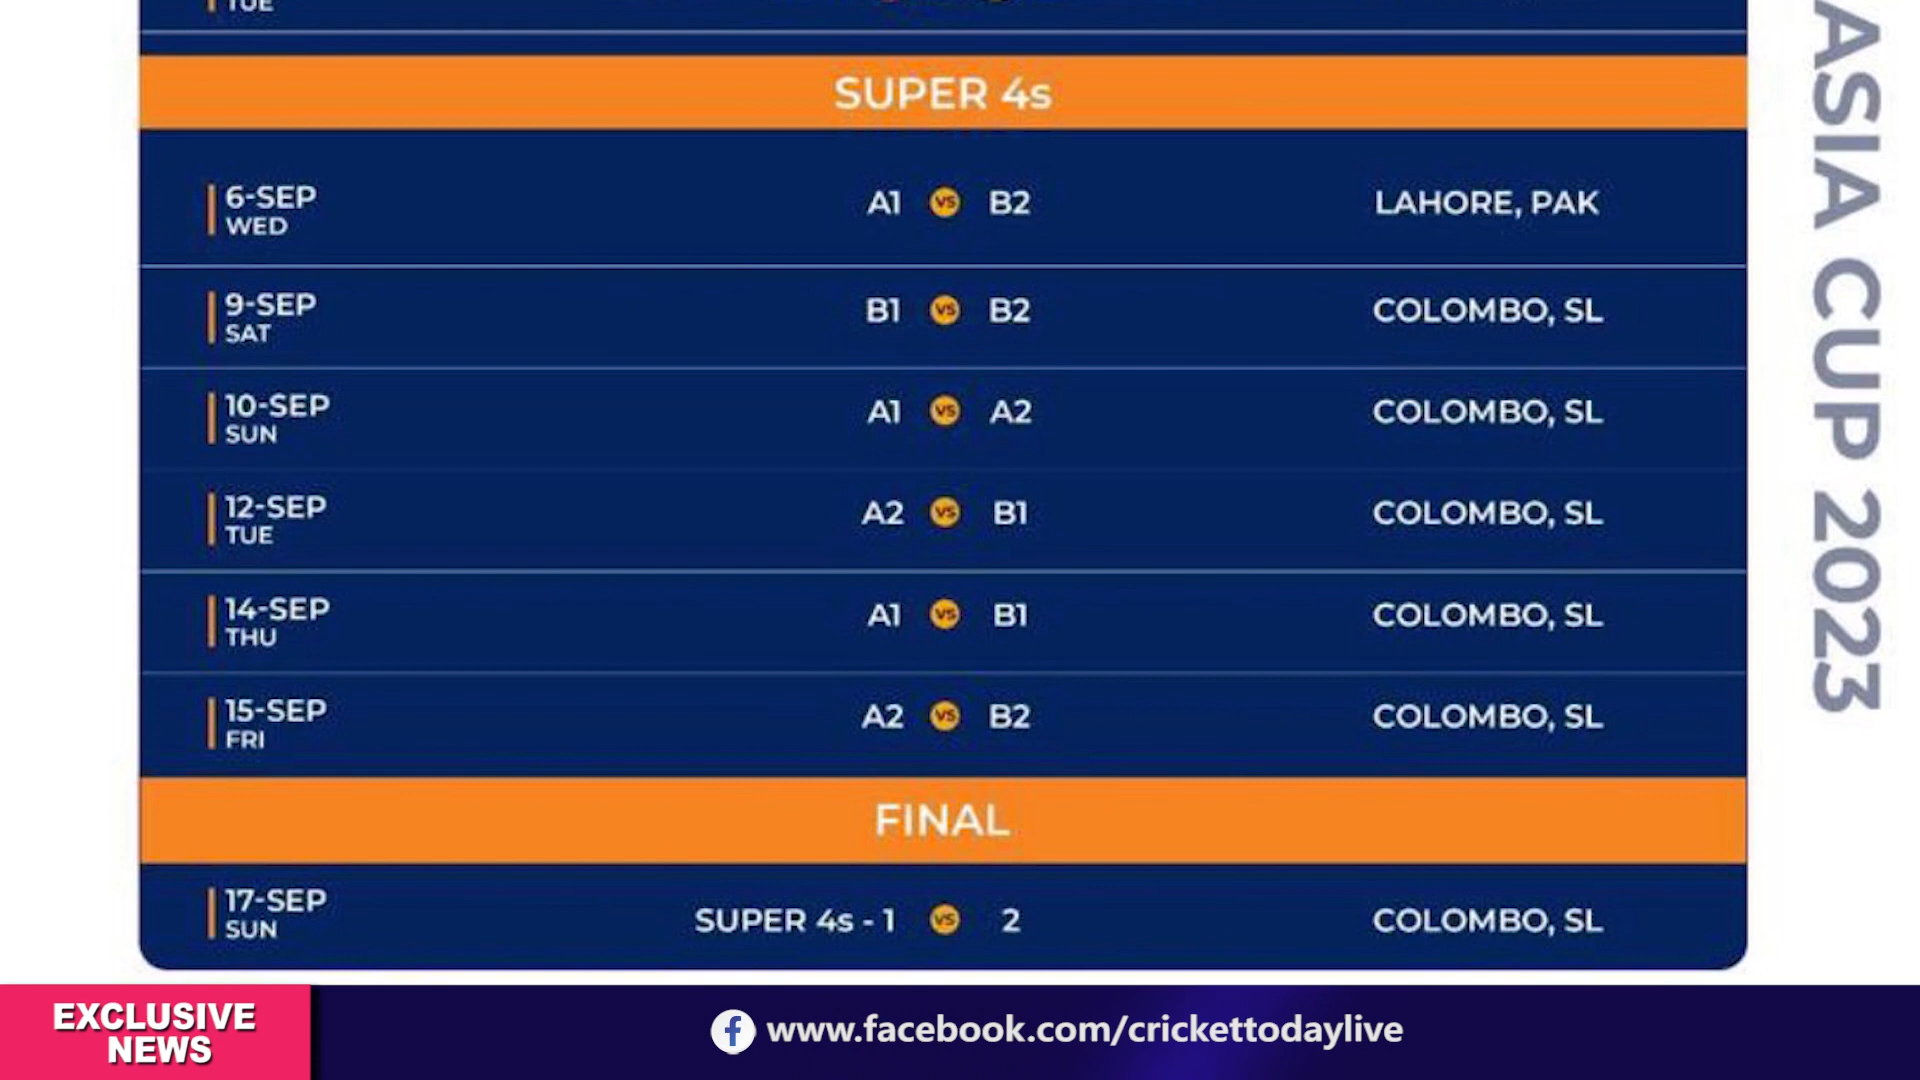 TUE
SUPER 4s
6-SEP
WED
A1 VS B2
LAHORE, PAK
9-SEP
SAT
B1 VS B2
COLOMBO, SL
10-SEP
SUN
A1 VS A2
COLOMBO, SL
12-SEP
TUE
A2 VS B1
COLOMBO, SL
14-SEP
THU
A1 VS B1
COLOMBO, SL
15-SEP
FRI
A2 VS B2
COLOMBO, SL
FINAL
17-SEP
SUN
SUPER 4s - 1 VS 2
COLOMBO, SL
ASIA CUP 2023
EXCLUSIVE
NEWS
www.facebook.com/crickettodaylive